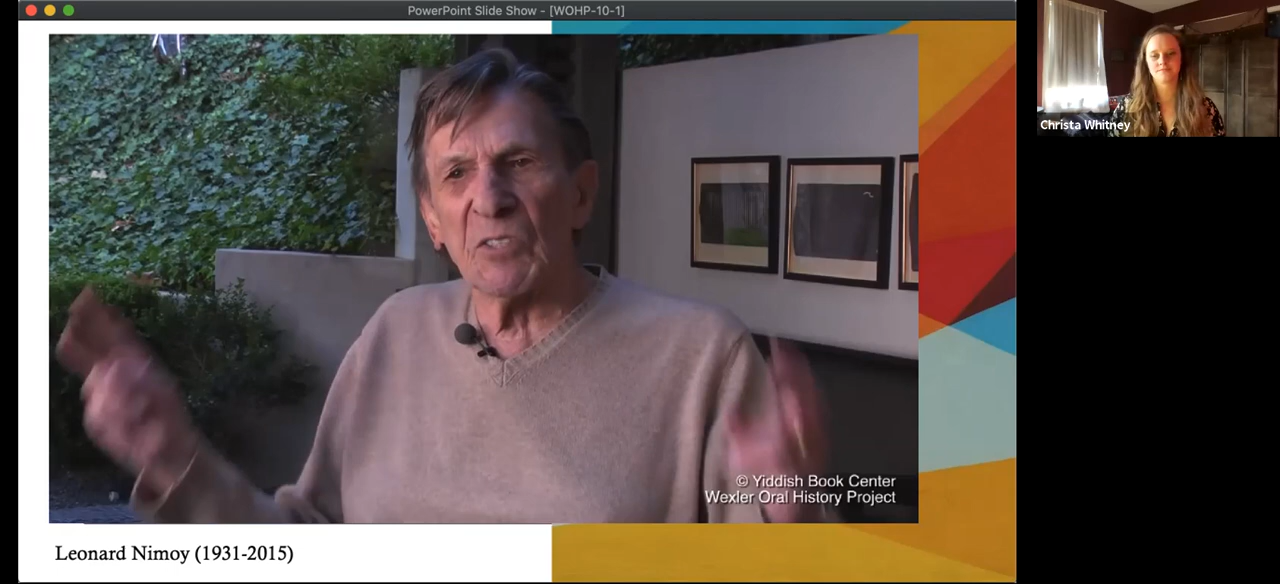 PowerPoint Slide Show - [WOHP-10-1]
Christa Whitney
© Yiddish Book Center
Wexler Oral History Project
Leonard Nimoy (1931-2015)